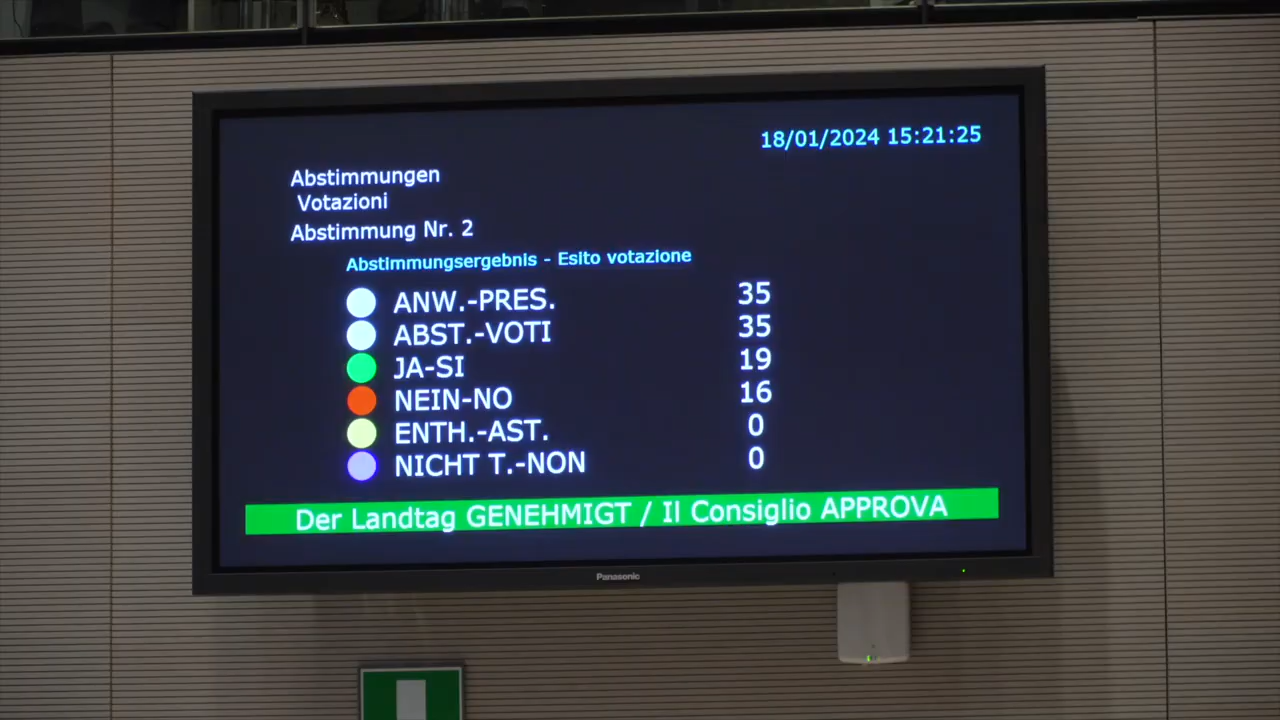 18/01/2024 15:21:25
Abstimmungen
Votazioni
Abstimmung Nr. 2
Abstimmungsergebnis - Esito votazione
ANW.-PRES. 35
ABST.-VOTI 35
JA-SI 19
NEIN-NO 16
ENTH.-AST. 0
NICHT T.-NON 0
Der Landtag GENEHMIGT / Il Consiglio APPROVA
Panasonic